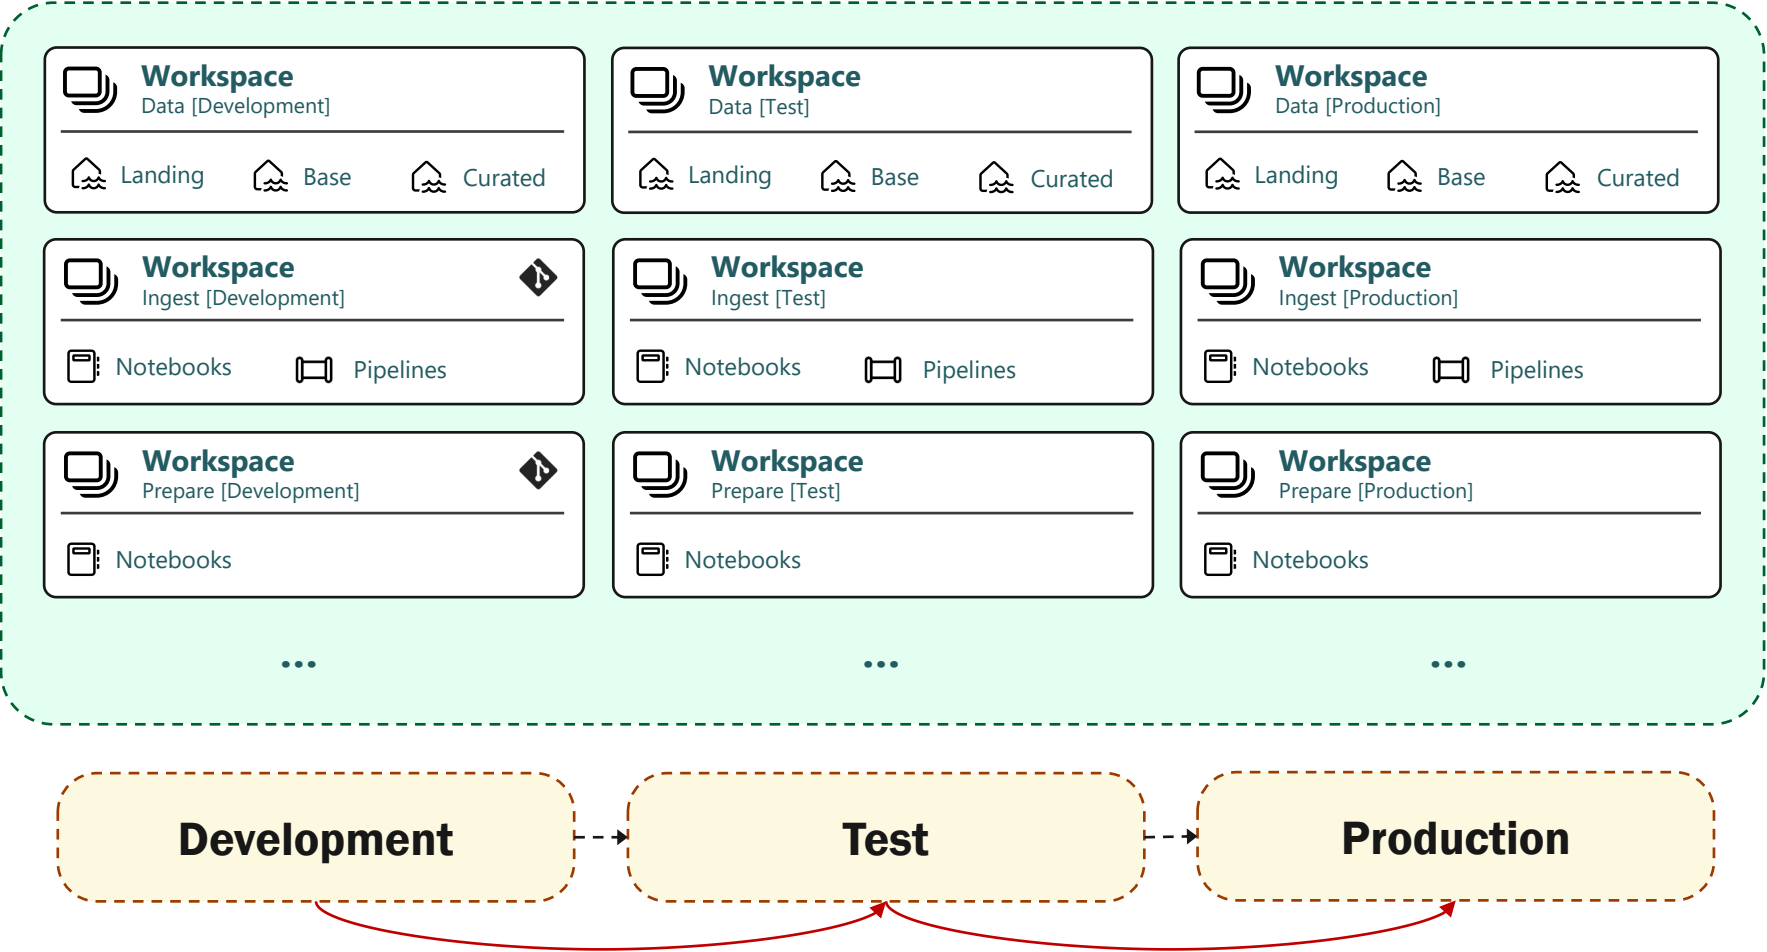 Workspace
Data [Development]
Landing
Base
Curated
Workspace
Data [Test]
Landing
Base
Curated
Workspace
Data [Production]
Landing
Base
Curated
Workspace
Ingest [Development]
Notebooks
Pipelines
Workspace
Ingest [Test]
Notebooks
Pipelines
Workspace
Ingest [Production]
Notebooks
Pipelines
Workspace
Prepare [Development]
Notebooks
Workspace
Prepare [Test]
Notebooks
Workspace
Prepare [Production]
Notebooks
...
...
...
Development
Test
Production